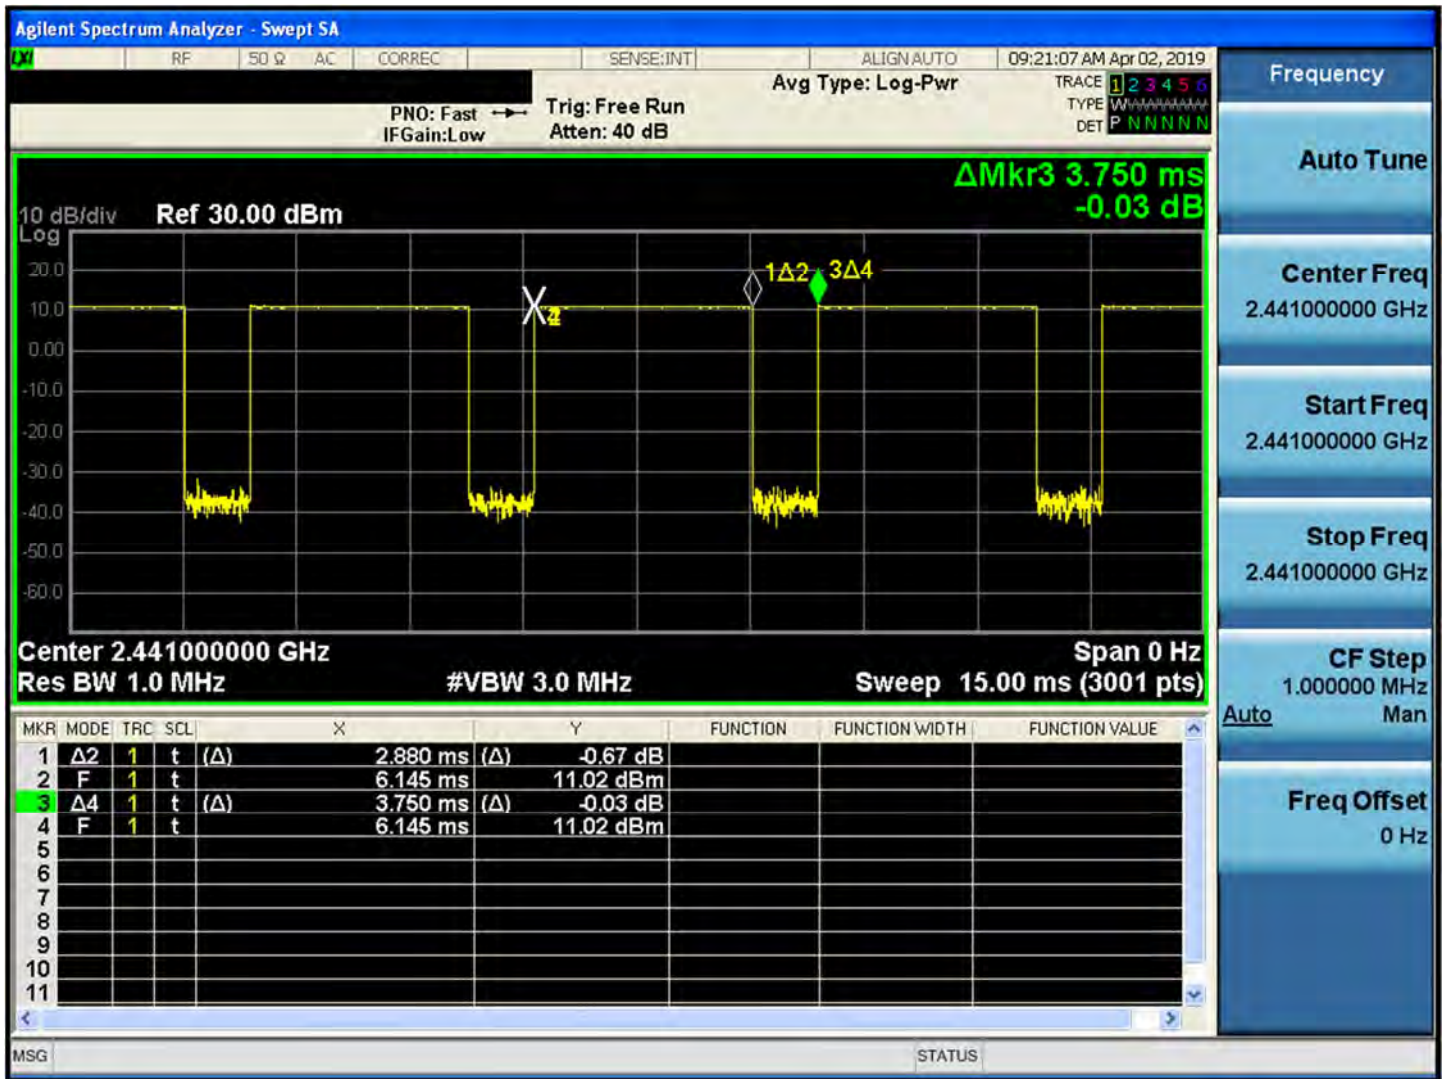 Agilent Spectrum Analyzer - Swept SA
LXI RF 50 Ω AC CORREC SENSE:INT ALIGN AUTO 09:21:07 AM Apr 02, 2019
Avg Type: Log-Pwr
TRACE 1 2 3 4 5 6
TYPE W
DET P N N N N N
PNO: Fast
IFGain:Low
Trig: Free Run
Atten: 40 dB
ΔMkr3 3.750 ms
-0.03 dB
10 dB/div Ref 30.00 dBm
Log
20.0
10.0
0.00
-10.0
-20.0
-30.0
-40.0
-50.0
-60.0
1Δ2 3Δ4
Center 2.441000000 GHz Span 0 Hz
Res BW 1.0 MHz #VBW 3.0 MHz Sweep 15.00 ms (3001 pts)
MKR MODE TRC SCL X Y FUNCTION FUNCTION WIDTH FUNCTION VALUE
1 Δ2 1 t (Δ) 2.880 ms (Δ) -0.67 dB
2 F 1 t 6.145 ms 11.02 dBm
3 Δ4 1 t (Δ) 3.750 ms (Δ) -0.03 dB
4 F 1 t 6.145 ms 11.02 dBm
5
6
7
8
9
10
11
MSG STATUS
Frequency
Auto Tune
Center Freq
2.441000000 GHz
Start Freq
2.441000000 GHz
Stop Freq
2.441000000 GHz
CF Step
1.000000 MHz
Auto Man
Freq Offset
0 Hz